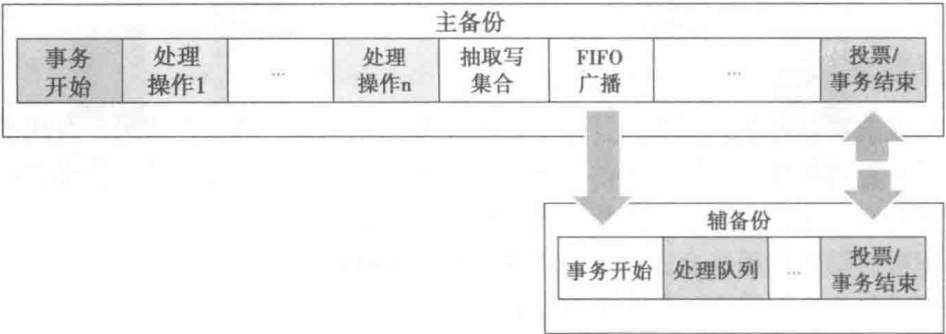 主备份
事务
开始
处理
操作1
...
处理
操作n
抽取写
集合
FIFO
广播
...
投票/
事务结束
辅备份
事务开始
处理队列
...
投票/
事务结束